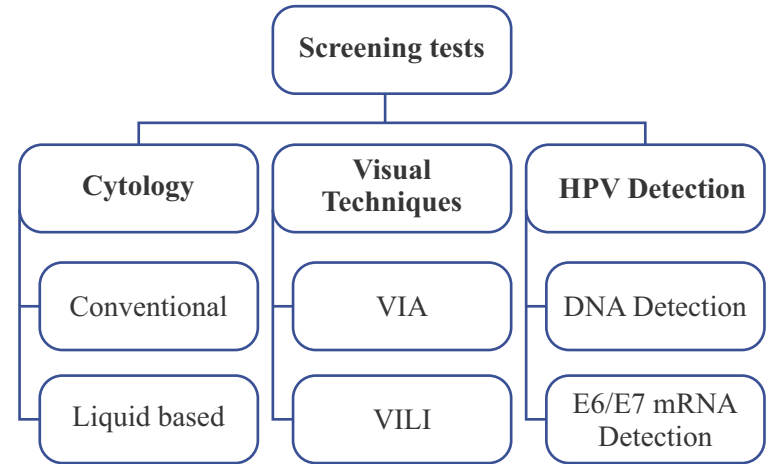 Screening tests
Cytology
Visual
Techniques
HPV Detection
Conventional
VIA
DNA Detection
Liquid based
VILI
E6/E7 mRNA
Detection